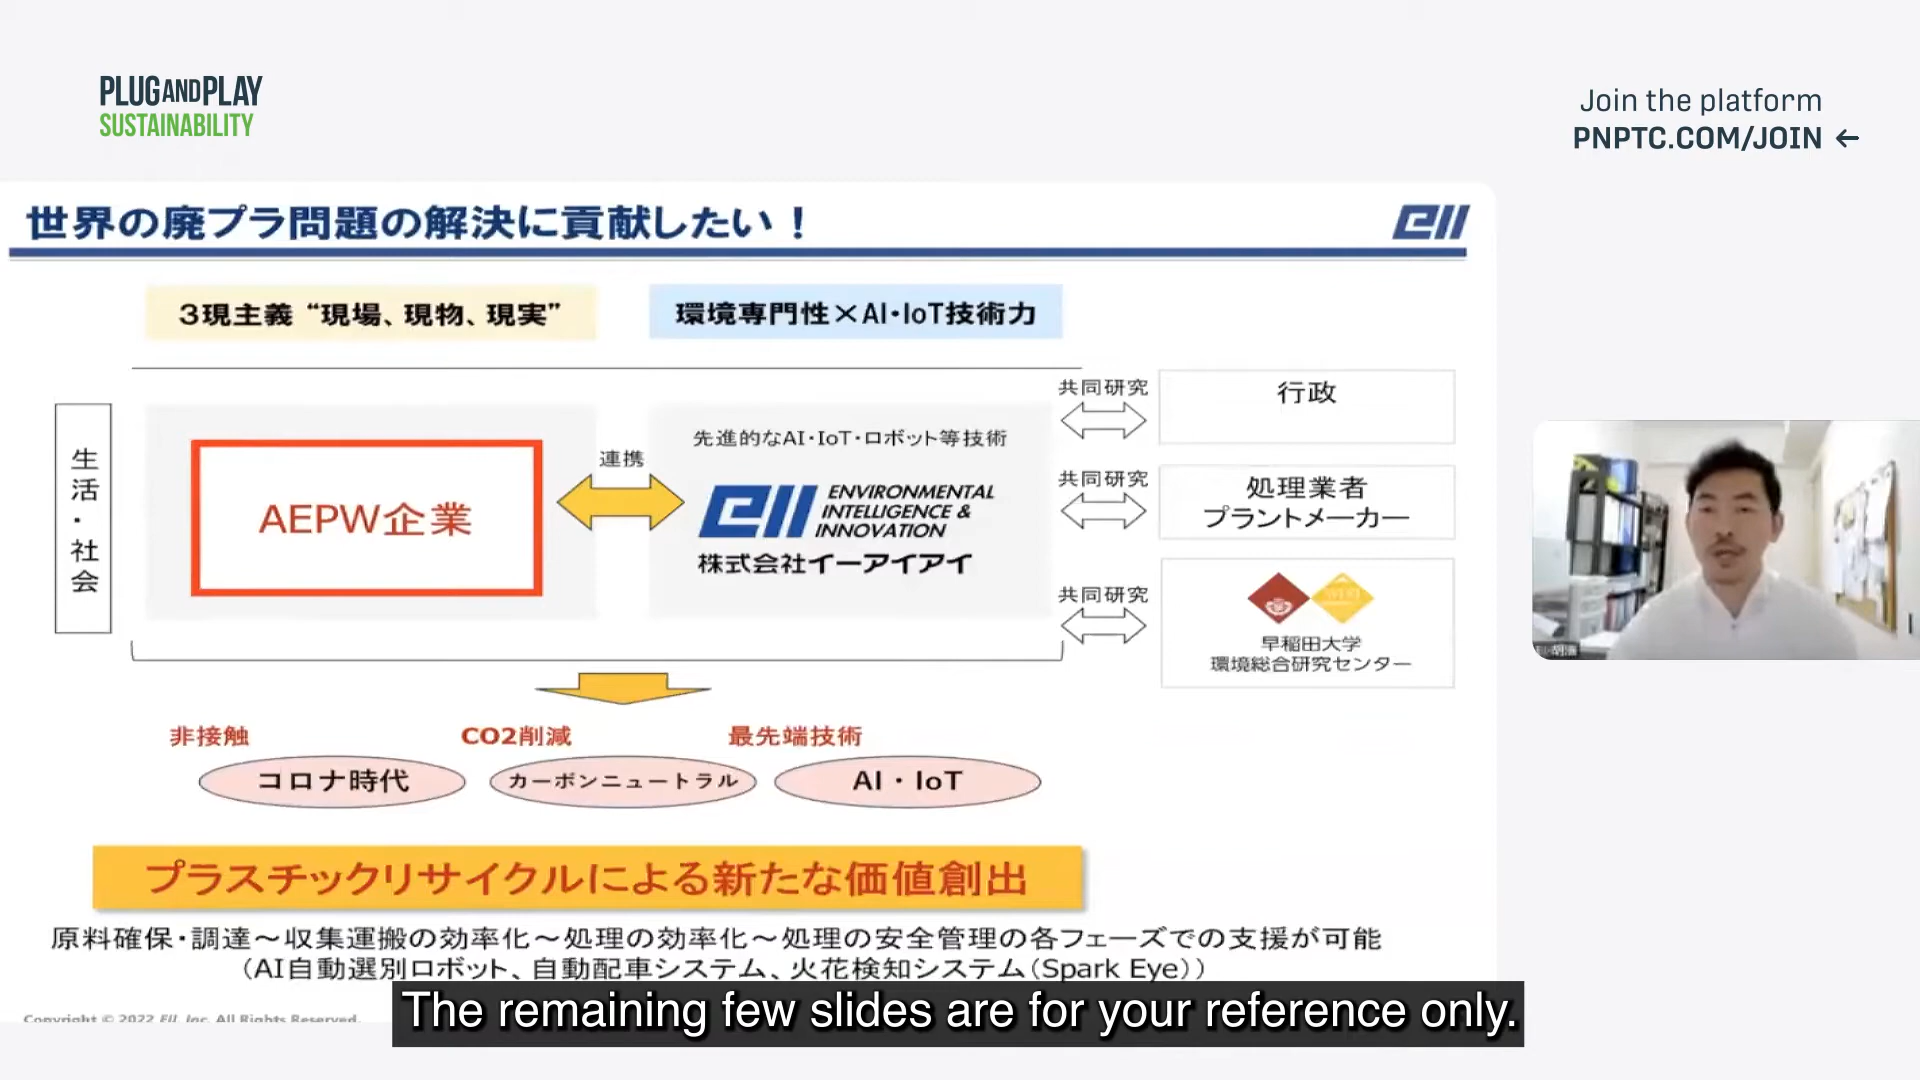 PLUGANDPLAY
SUSTAINABILITY
Join the platform
PNPTC.COM/JOIN ←
世界の廃プラ問題の解決に貢献したい！
３現主義 “現場、現物、現実”
環境専門性×AI･IoT技術力
生活・社会
AEPW企業
連携
先進的なAI･IoT･ロボット等技術
ENVIRONMENTAL
INTELLIGENCE &
INNOVATION
株式会社イーアイアイ
共同研究
行政
共同研究
処理業者
プラントメーカー
共同研究
早稲田大学
環境総合研究センター
非接触
CO2削減
最先端技術
コロナ時代
カーボンニュートラル
AI・IoT
プラスチックリサイクルによる新たな価値創出
原料確保･調達～収集運搬の効率化～処理の効率化～処理の安全管理の各フェーズでの支援が可能
（AI自動選別ロボット、自動配車システム、火花検知システム（Spark Eye））
Copyright © 2022 EII, Inc. All Rights Reserved.
The remaining few slides are for your reference only.